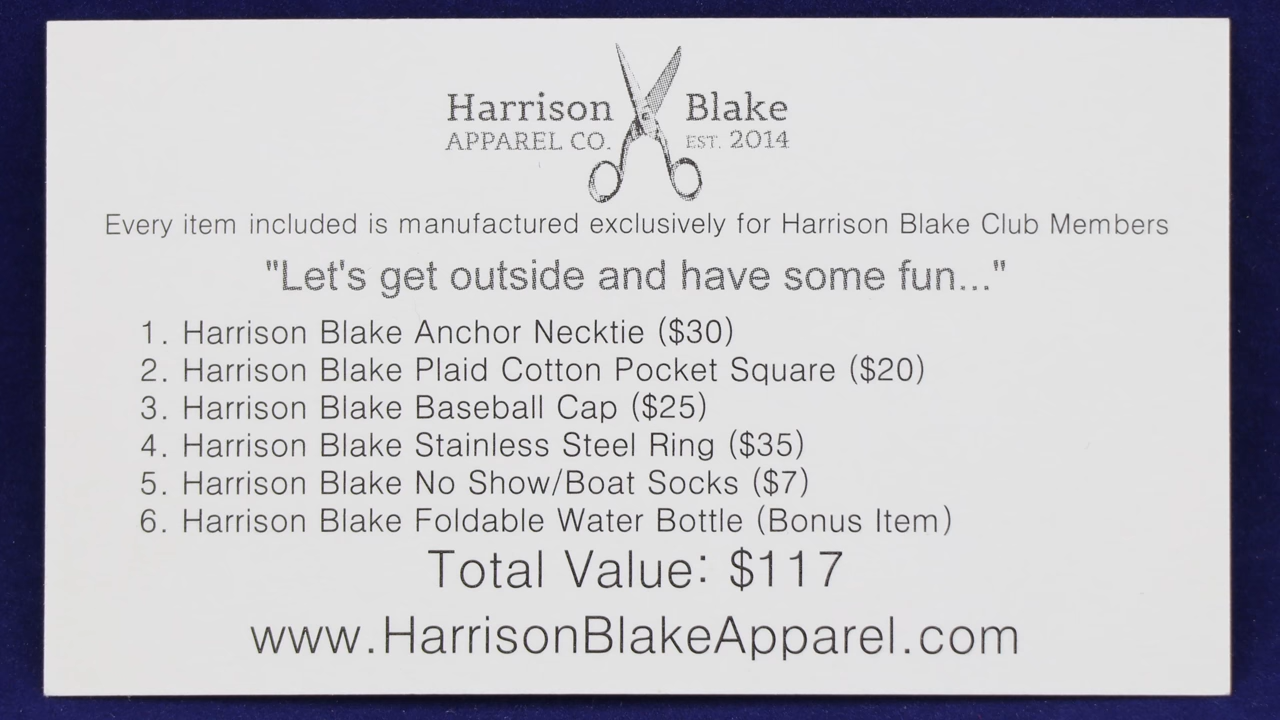 Harrison Blake
APPAREL CO. EST. 2014
Every item included is manufactured exclusively for Harrison Blake Club Members
"Let's get outside and have some fun..."
1. Harrison Blake Anchor Necktie ($30)
2. Harrison Blake Plaid Cotton Pocket Square ($20)
3. Harrison Blake Baseball Cap ($25)
4. Harrison Blake Stainless Steel Ring ($35)
5. Harrison Blake No Show/Boat Socks ($7)
6. Harrison Blake Foldable Water Bottle (Bonus Item)
Total Value: $117
www.HarrisonBlakeApparel.com